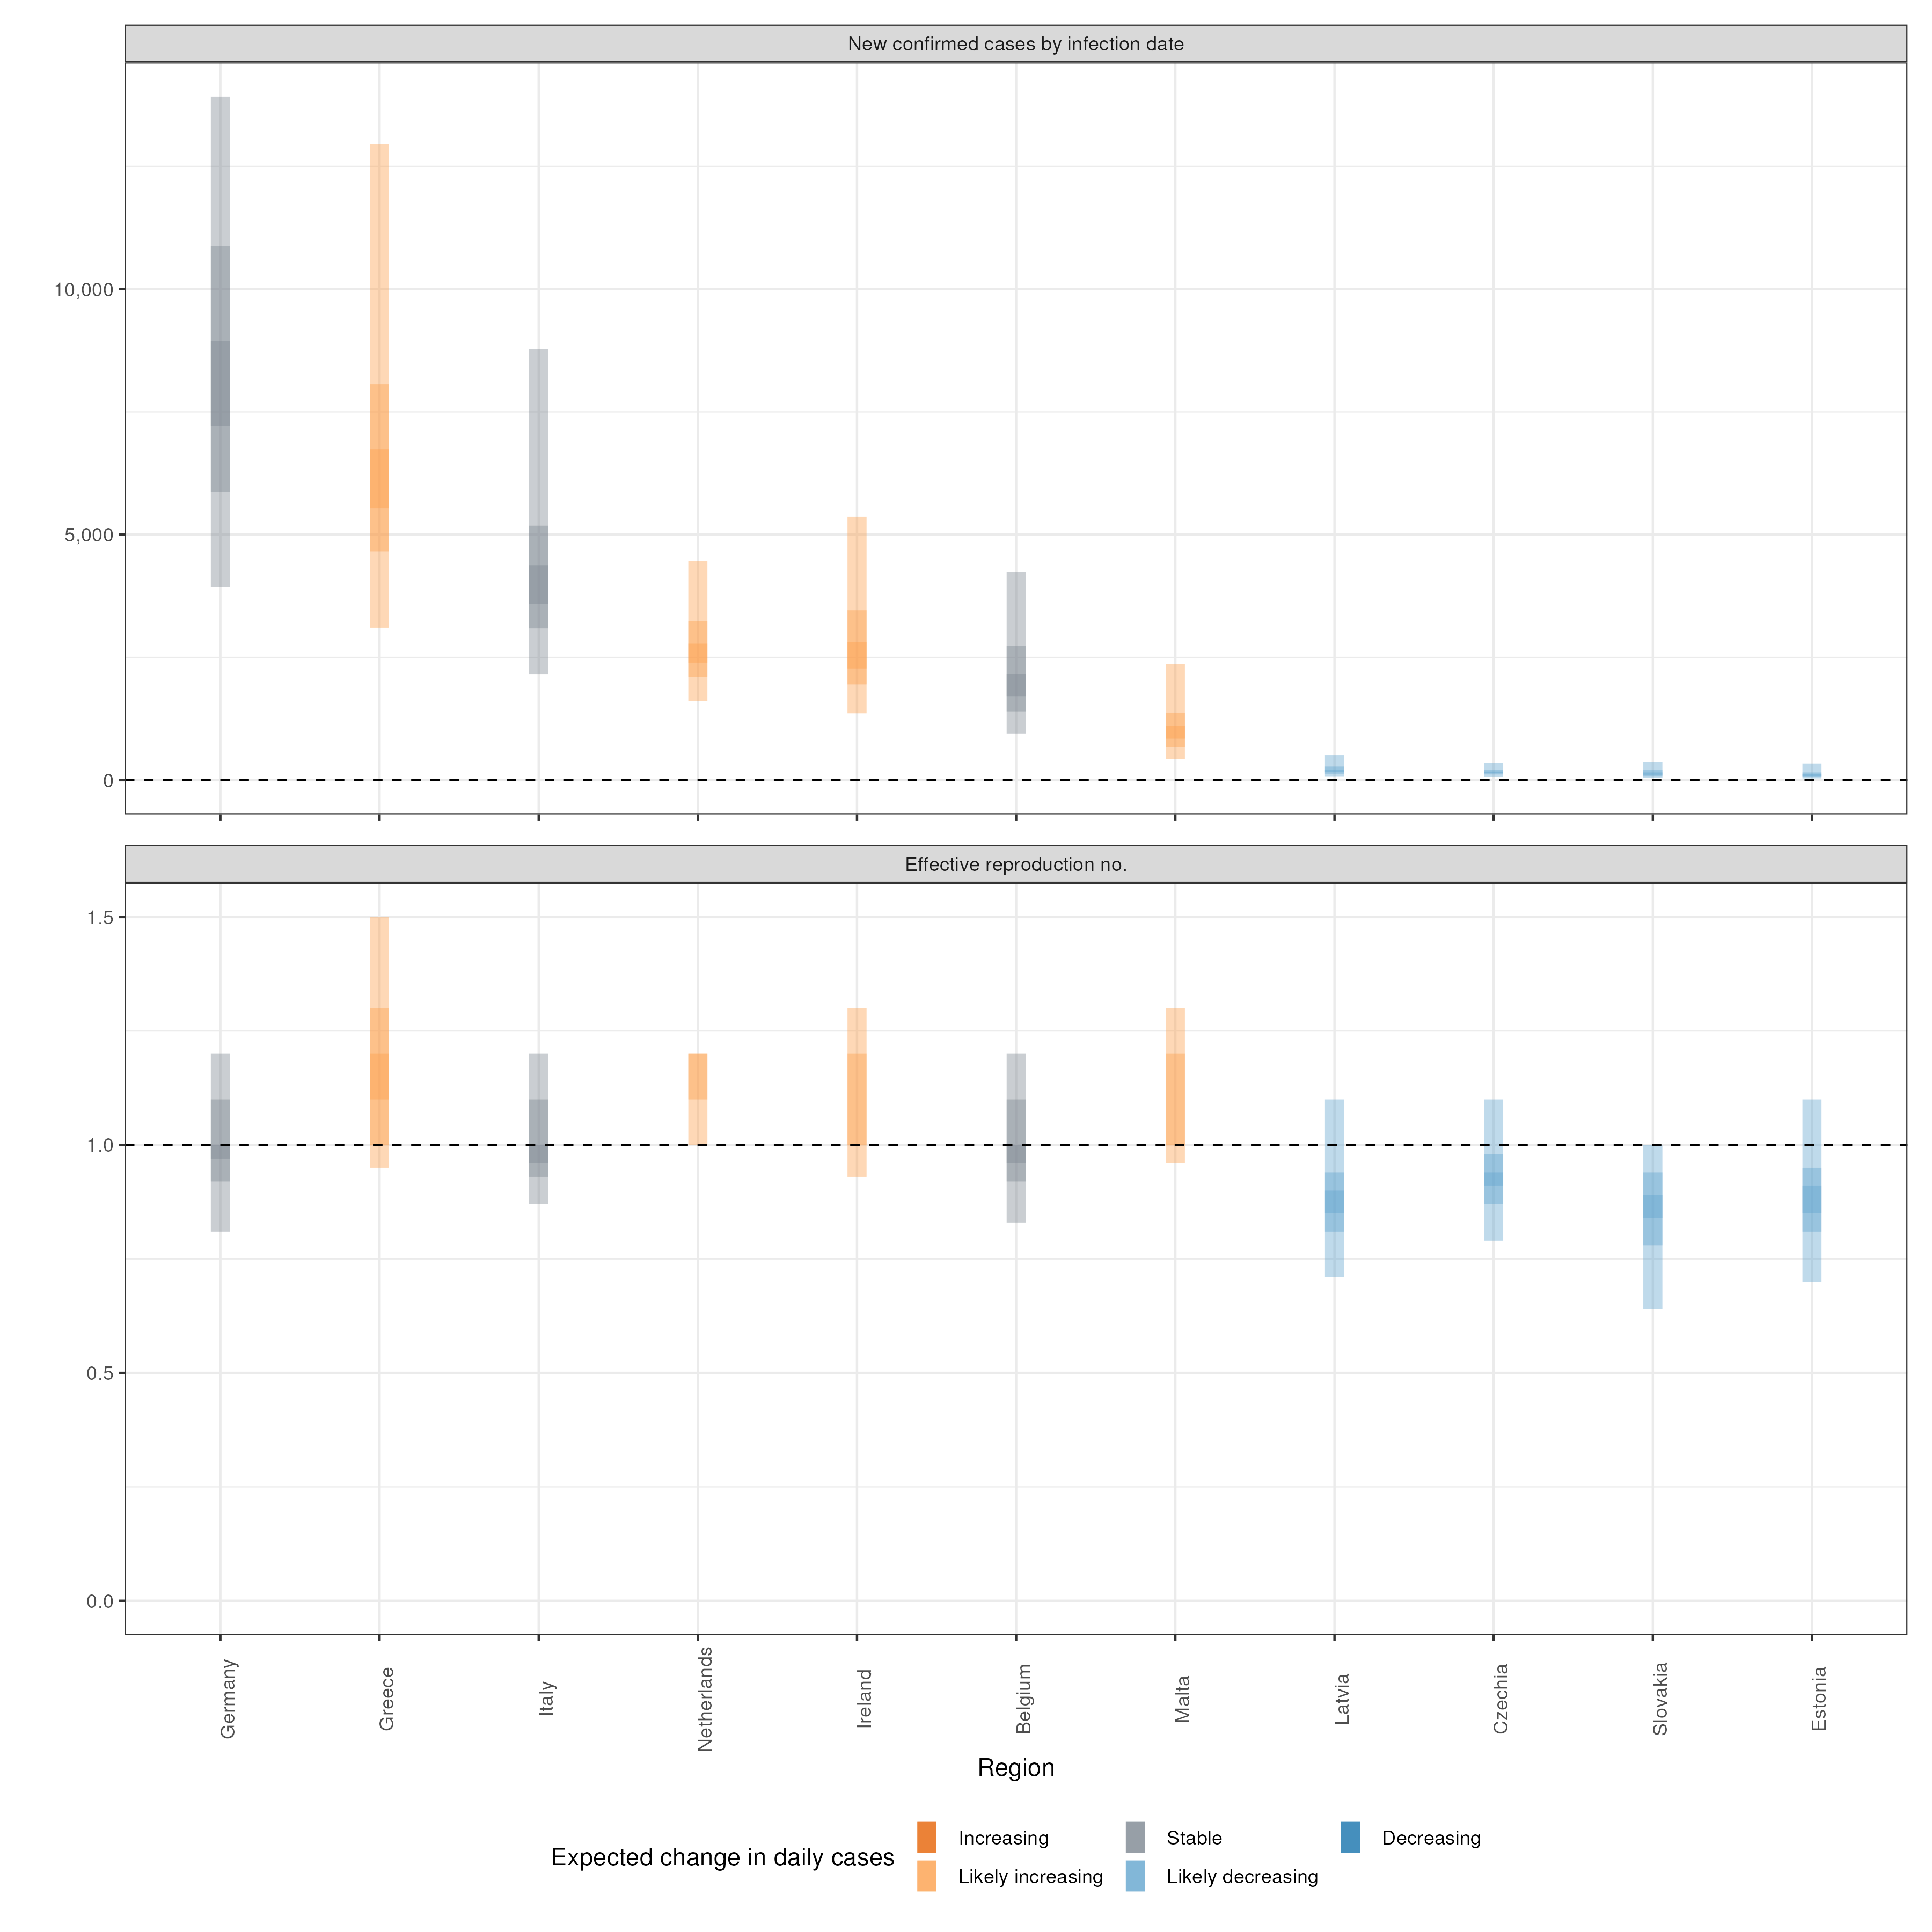 New confirmed cases by infection date
10,000
5,000
0
Effective reproduction no.
1.5
1.0
0.5
0.0
Germany
Greece
Italy
Netherlands
Ireland
Belgium
Malta
Latvia
Czechia
Slovakia
Estonia
Region
Expected change in daily cases
Increasing
Stable
Decreasing
Likely increasing
Likely decreasing